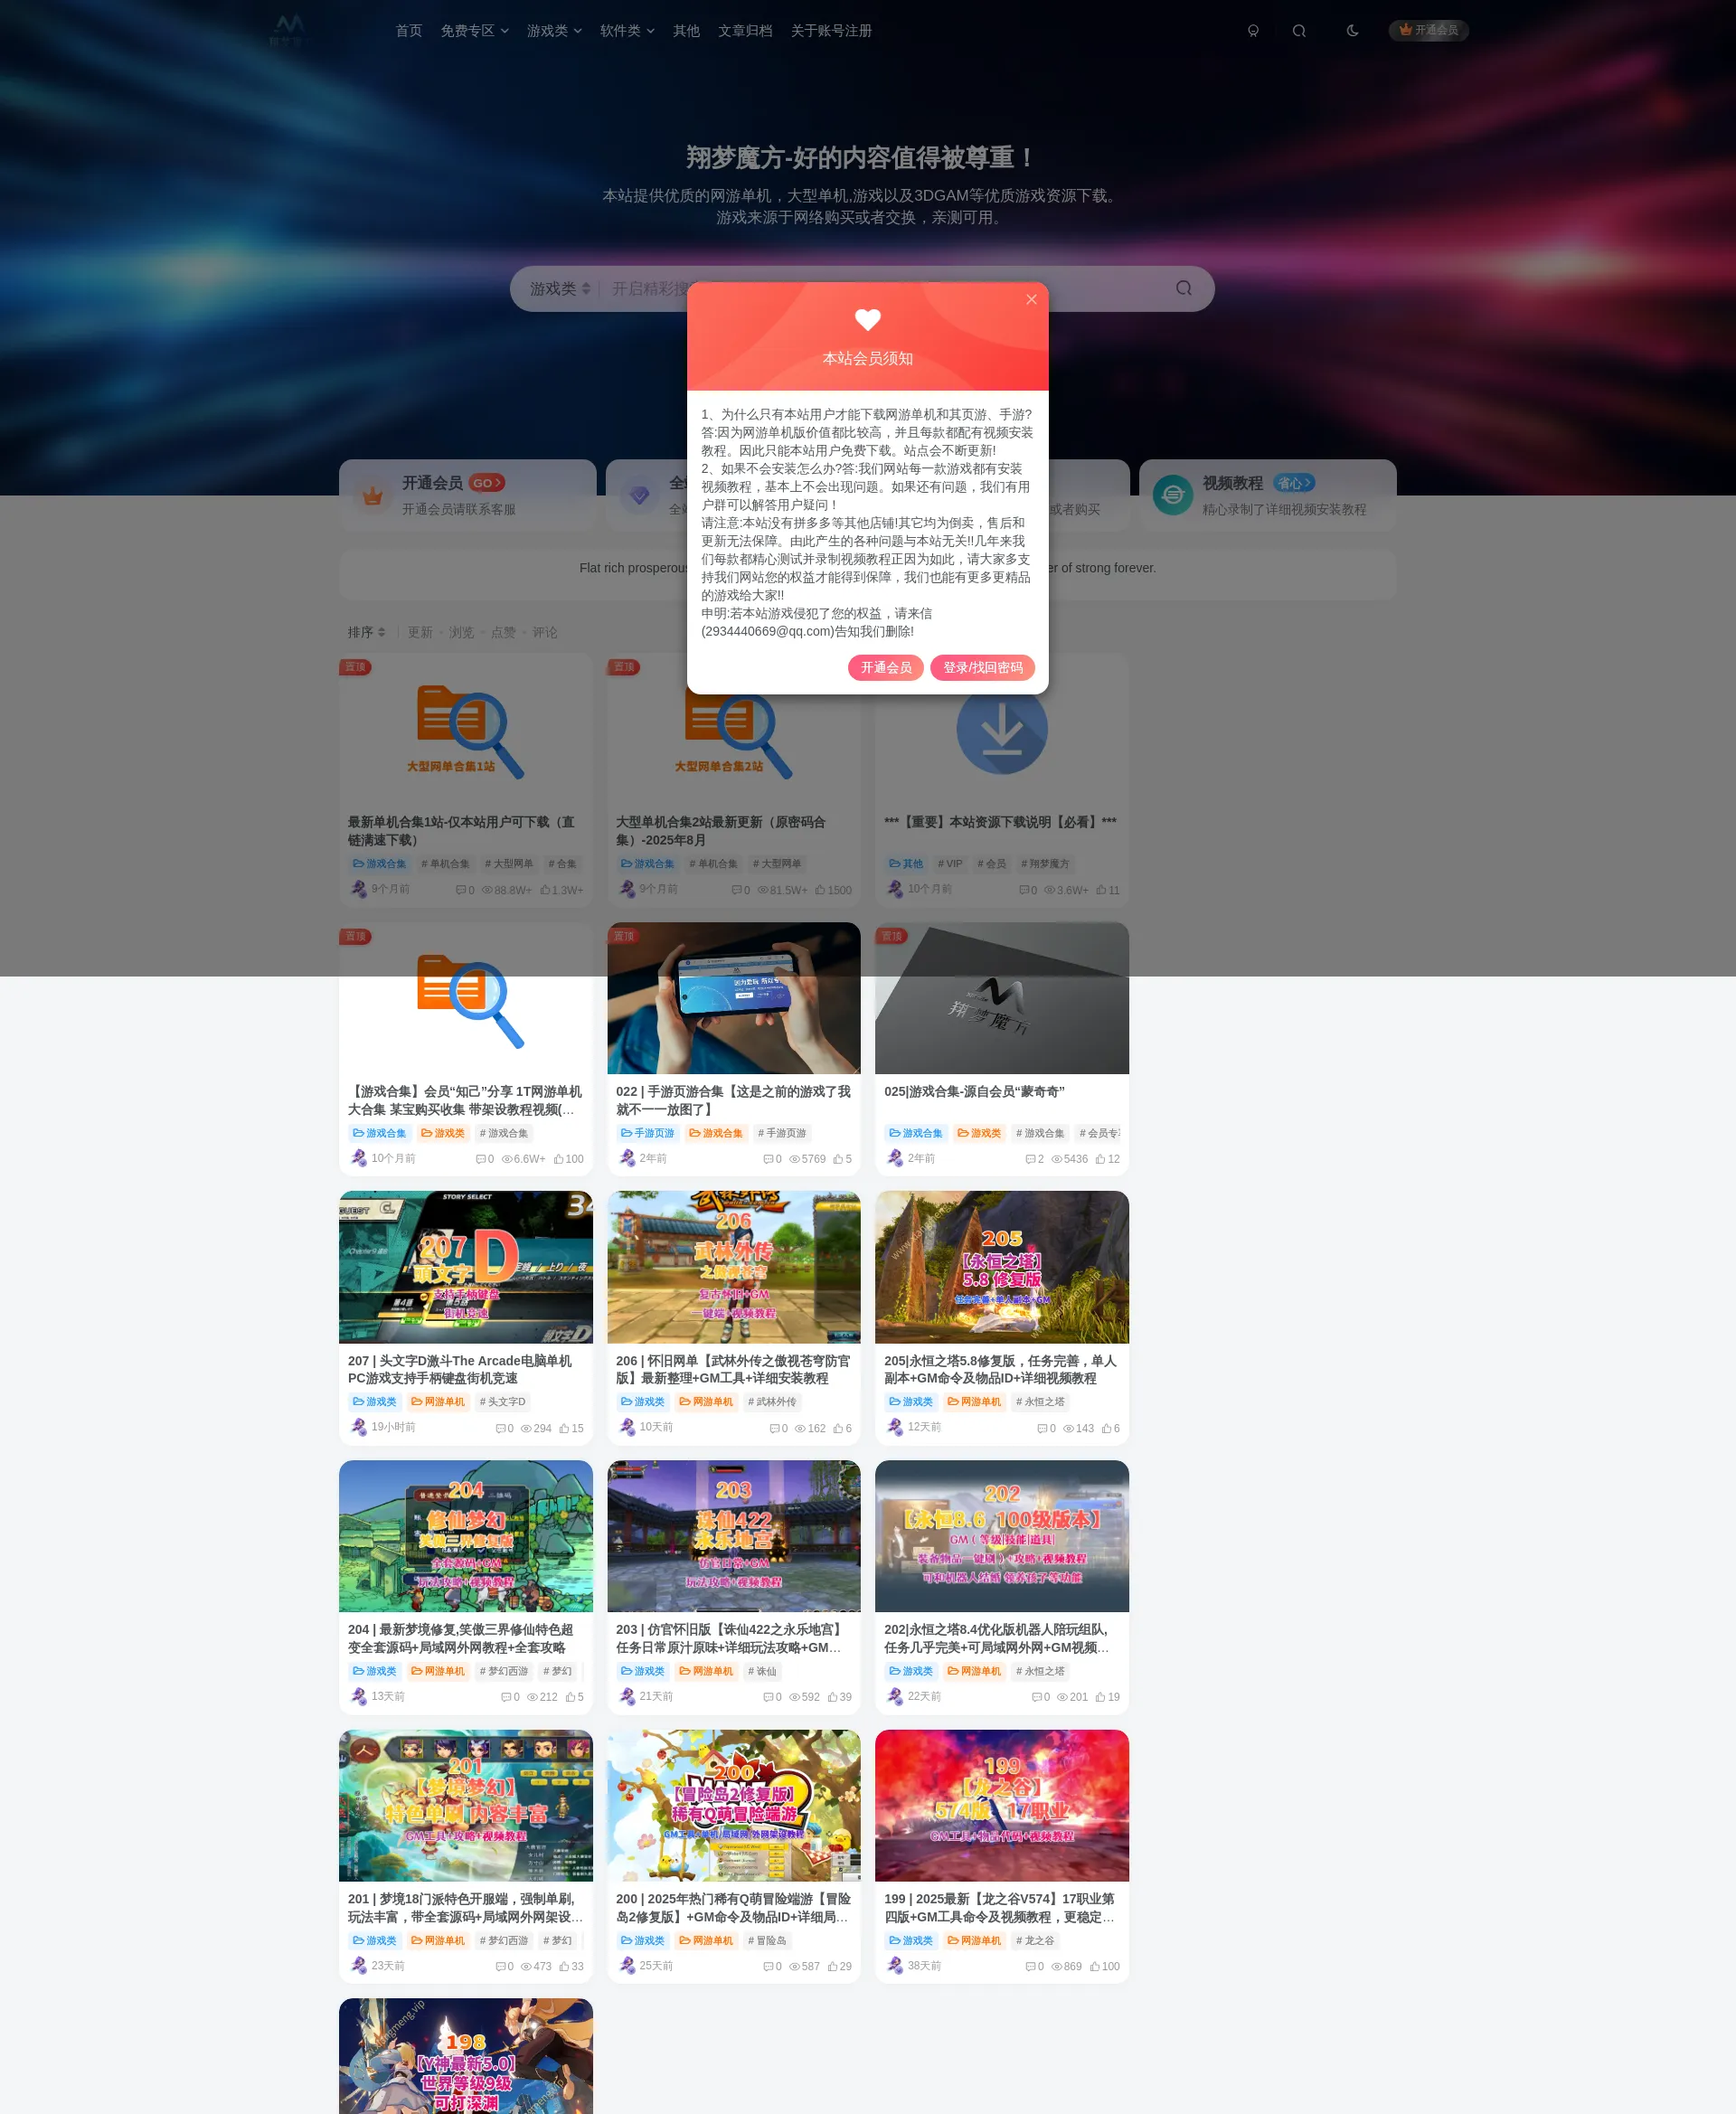 首页 免费专区 游戏类 软件类 其他 文章归档 关于账号注册 开通会员
翔梦魔方-好的内容值得被尊重！
本站提供优质的网游单机，大型单机,游戏以及3DGAM等优质游戏资源下载。
游戏来源于网络购买或者交换，亲测可用。
游戏类 开启精彩搜
本站会员须知
1、为什么只有本站用户才能下载网游单机和其页游、手游?
答:因为网游单机版价值都比较高，并且每款都配有视频安装
教程。因此只能本站用户免费下载。站点会不断更新!
2、如果不会安装怎么办?答:我们网站每一款游戏都有安装
视频教程，基本上不会出现问题。如果还有问题，我们有用
户群可以解答用户疑问！
请注意:本站没有拼多多等其他店铺!其它均为倒卖，售后和
更新无法保障。由此产生的各种问题与本站无关!!几年来我
们每款都精心测试并录制视频教程正因为如此，请大家多支
持我们网站您的权益才能得到保障，我们也能有更多更精品
的游戏给大家!!
申明:若本站游戏侵犯了您的权益，请来信
(2934440669@qq.com)告知我们删除!
开通会员 登录/找回密码
开通会员 GO
开通会员请联系客服
或者购买
视频教程 省心
精心录制了详细视频安装教程
Flat rich prosperous
er of strong forever.
排序 更新 浏览 点赞 评论
置顶
大型网单合集1站
最新单机合集1站-仅本站用户可下载（直
链满速下载）
游戏合集 # 单机合集 # 大型网单 # 合集
9个月前 0 88.8W+ 1.3W+
置顶
大型网单合集2站
大型单机合集2站最新更新（原密码合
集）-2025年8月
游戏合集 # 单机合集 # 大型网单
9个月前 0 81.5W+ 1500
***【重要】本站资源下载说明【必看】***
其他 # VIP # 会员 # 翔梦魔方
10个月前 0 3.6W+ 11
置顶
【游戏合集】会员“知己”分享 1T网游单机
大合集 某宝购买收集 带架设教程视频(…
游戏合集 游戏类 # 游戏合集
10个月前 0 6.6W+ 100
置顶
022 | 手游页游合集【这是之前的游戏了我
就不一一放图了】
手游页游 游戏合集 # 手游页游
2年前 0 5769 5
置顶
翔梦魔方
025|游戏合集-源自会员“蒙奇奇”
游戏合集 游戏类 # 游戏合集 # 会员专
2年前 2 5436 12
STORY SELECT
207
頭文字D
支持手柄键盘
街机竞速
207 | 头文字D激斗The Arcade电脑单机
PC游戏支持手柄键盘街机竞速
游戏类 网游单机 # 头文字D
19小时前 0 294 15
206
武林外传
之傲视苍穹
复古怀旧+GM
一键端+视频教程
206 | 怀旧网单【武林外传之傲视苍穹防官
版】最新整理+GM工具+详细安装教程
游戏类 网游单机 # 武林外传
10天前 0 162 6
205
【永恒之塔】
5.8 修复版
任务完善+单人副本+GM
205|永恒之塔5.8修复版，任务完善，单人
副本+GM命令及物品ID+详细视频教程
游戏类 网游单机 # 永恒之塔
12天前 0 143 6
204
修仙梦幻
笑傲三界修复版
全套源码+GM
玩法攻略+视频教程
204 | 最新梦境修复,笑傲三界修仙特色超
变全套源码+局域网外网教程+全套攻略
游戏类 网游单机 # 梦幻西游 # 梦幻
13天前 0 212 5
203
诛仙422
永乐地宫
仿官日常+GM
玩法攻略+视频教程
203 | 仿官怀旧版【诛仙422之永乐地宫】
任务日常原汁原味+详细玩法攻略+GM…
游戏类 网游单机 # 诛仙
21天前 0 592 39
202
【永恒8.6 100级版本】
GM ( 等级|技能|道具|
装备物品一键刷 )+攻略+视频教程
可和机器人结婚 领养孩子等功能
202|永恒之塔8.4优化版机器人陪玩组队,
任务几乎完美+可局域网外网+GM视频…
游戏类 网游单机 # 永恒之塔
22天前 0 201 19
201
【梦境梦幻】
特色单刷 内容丰富
GM工具+攻略+视频教程
201 | 梦境18门派特色开服端，强制单刷,
玩法丰富，带全套源码+局域网外网架设…
游戏类 网游单机 # 梦幻西游 # 梦幻
23天前 0 473 33
200
【冒险岛2修复版】
稀有Q萌冒险端游
GM工具+单机/局域网/外网架设教程
200 | 2025年热门稀有Q萌冒险端游【冒险
岛2修复版】+GM命令及物品ID+详细局…
游戏类 网游单机 # 冒险岛
25天前 0 587 29
199
【龙之谷】
574版 17职业
GM工具+物品代码+视频教程
199 | 2025最新【龙之谷V574】17职业第
四版+GM工具命令及视频教程，更稳定…
游戏类 网游单机 # 龙之谷
38天前 0 869 100
198
【Y神最新5.0】
世界等级9级
可打深渊